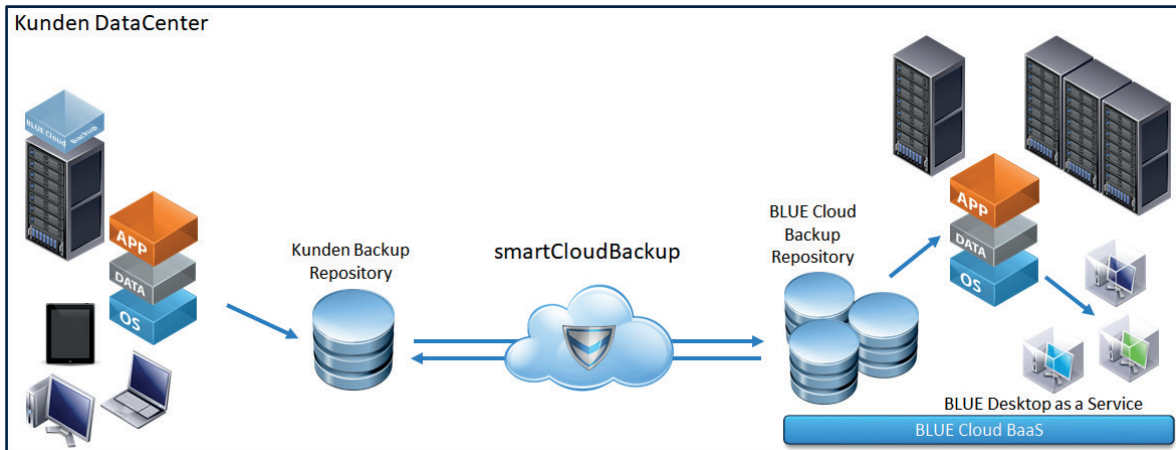 Kunden DataCenter
BLUE Cloud Backup
APP
DATA
OS
Kunden Backup
Repository
smartCloudBackup
BLUE Cloud
Backup
Repository
APP
DATA
OS
BLUE Desktop as a Service
BLUE Cloud BaaS